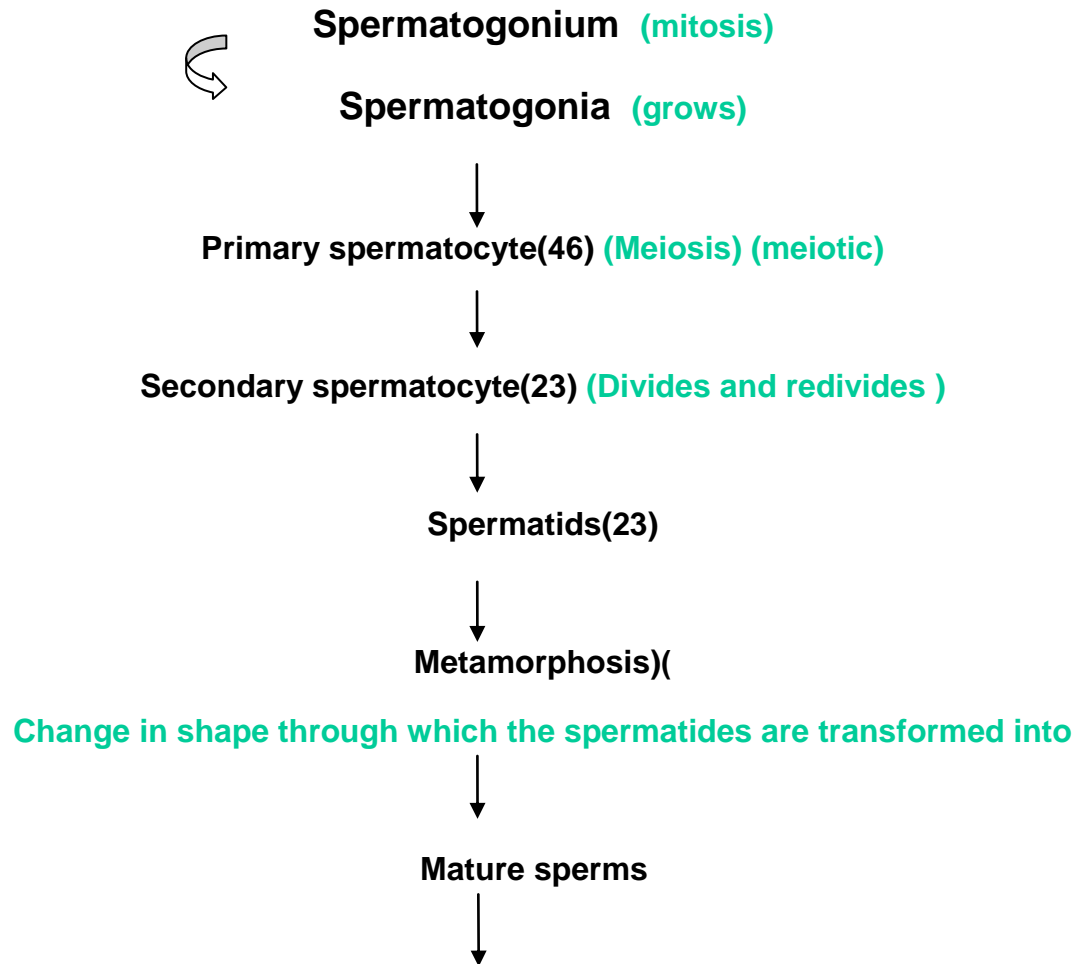 Spermatogonium (mitosis)
Spermatogonia (grows)
Primary spermatocyte(46) (Meiosis) (meiotic)
Secondary spermatocyte(23) (Divides and redivides )
Spermatids(23)
Metamorphosis)(
Change in shape through which the spermatides are transformed into
Mature sperms